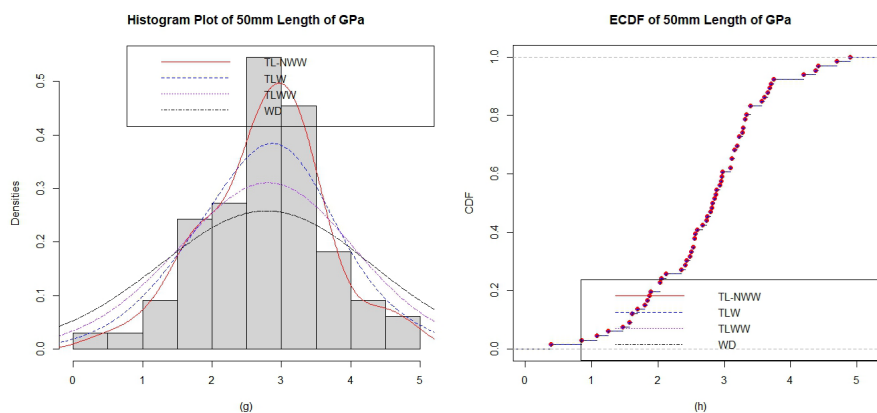 Histogram Plot of 50mm Length of GPa
TL-NWW
TLW
TLWW
WD
Densities
0.0
0.1
0.2
0.3
0.4
0.5
0
1
2
3
4
5
(g)
ECDF of 50mm Length of GPa
CDF
0.0
0.2
0.4
0.6
0.8
1.0
TL-NWW
TLW
TLWW
WD
0
1
2
3
4
5
(h)